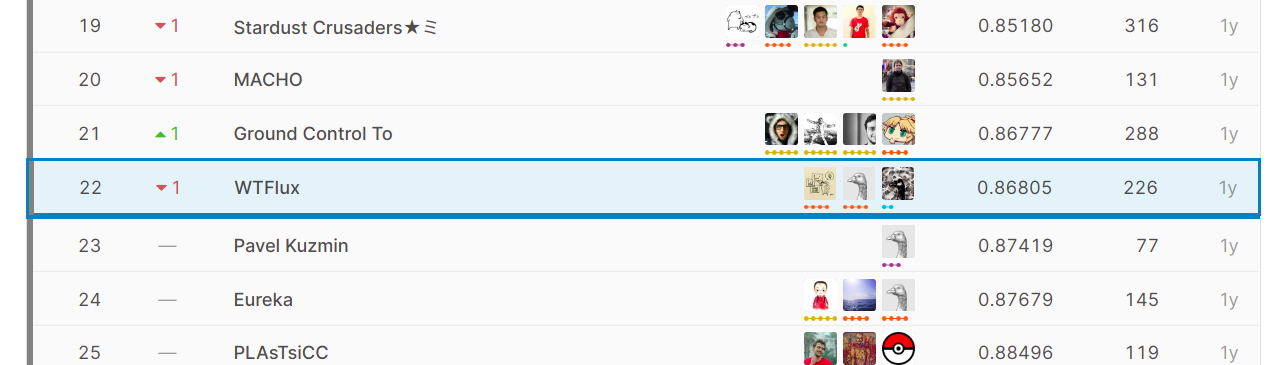 19 1 Stardust Crusaders★ミ 0.85180 316 1y
20 1 MACHO 0.85652 131 1y
21 1 Ground Control To 0.86777 288 1y
22 1 WTFlux 0.86805 226 1y
23 — Pavel Kuzmin 0.87419 77 1y
24 — Eureka 0.87679 145 1y
25 — PLAsTsiCC 0.88496 119 1y